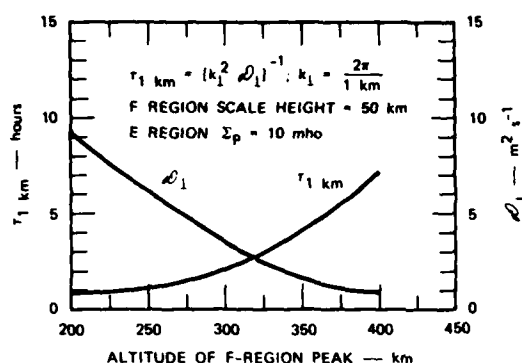 15
10
5
0
τ₁ km — hours
τ₁ km = {k⊥² 𝒟⊥}⁻¹; k⊥ = 2π / 1 km
F REGION SCALE HEIGHT = 50 km
E REGION Σp = 10 mho
𝒟⊥
τ₁ km
15
10
5
0
𝒟⊥ — m² s⁻¹
200 250 300 350 400 450
ALTITUDE OF F-REGION PEAK — km